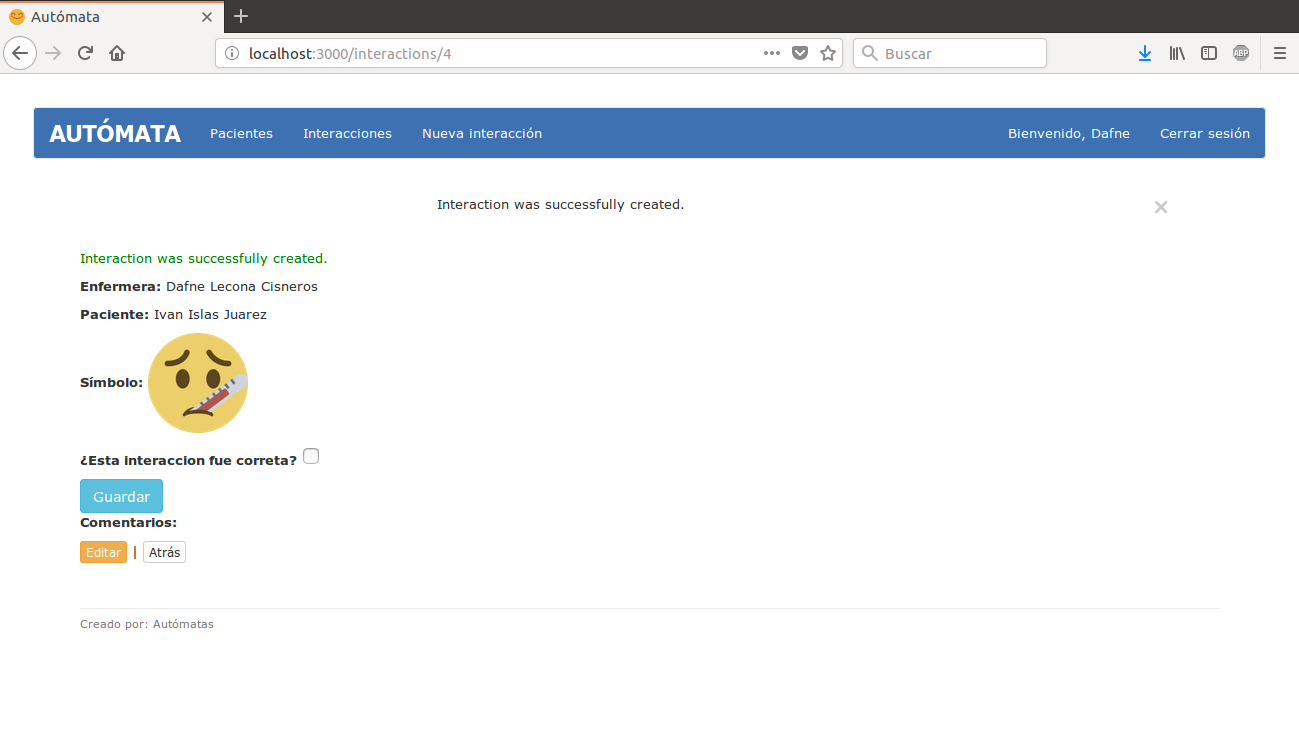 Autómata
localhost:3000/interactions/4
Buscar
ABP
AUTÓMATA Pacientes Interacciones Nueva interacción Bienvenido, Dafne Cerrar sesión
Interaction was successfully created.
Interaction was successfully created.
Enfermera: Dafne Lecona Cisneros
Paciente: Ivan Islas Juarez
Símbolo:
¿Esta interaccion fue correta?
Guardar
Comentarios:
Editar | Atrás
Creado por: Autómatas